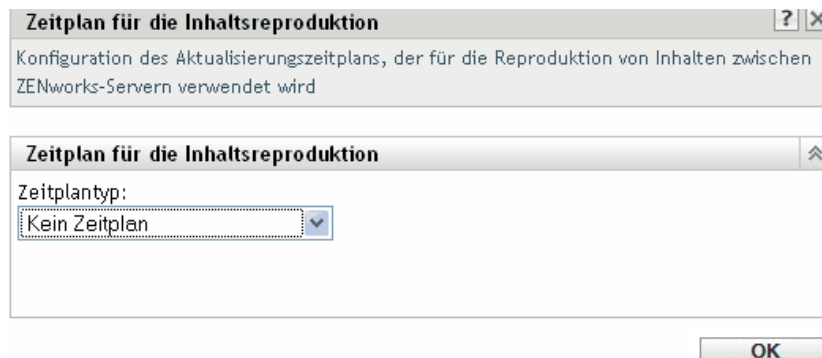 Zeitplan für die Inhaltsreproduktion
Konfiguration des Aktualisierungszeitplans, der für die Reproduktion von Inhalten zwischen
ZENworks-Servern verwendet wird
Zeitplan für die Inhaltsreproduktion
Zeitplantyp:
Kein Zeitplan
OK